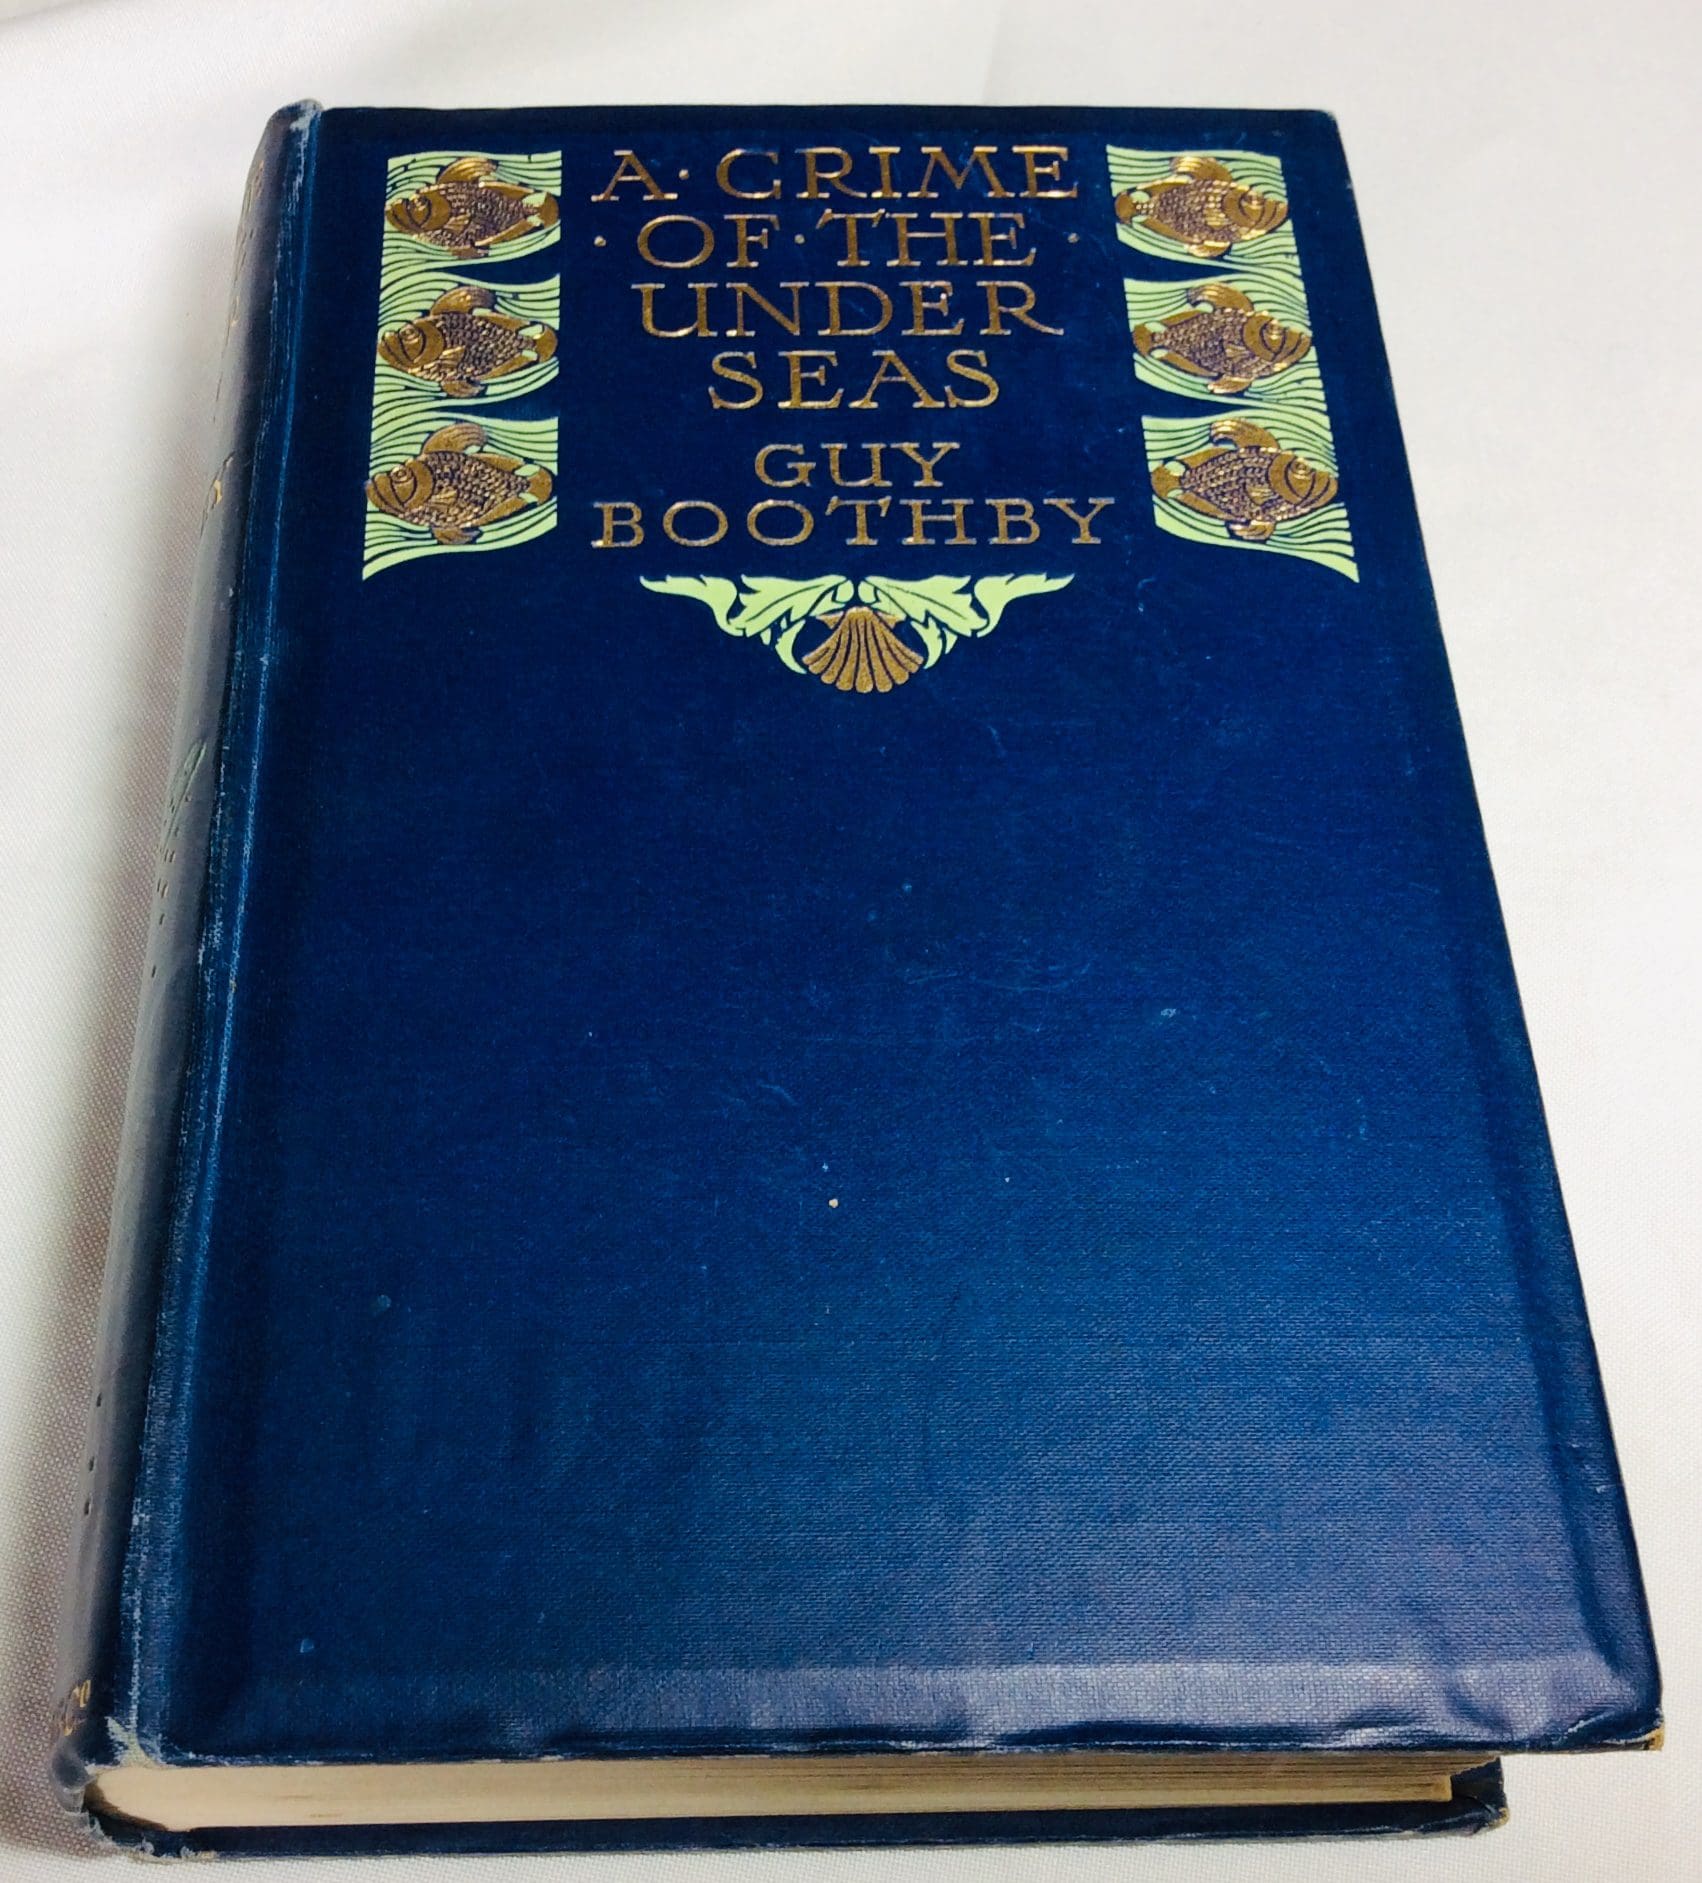 A · CRIME
· OF · THE ·
UNDER
SEAS
GUY
BOOTHBY